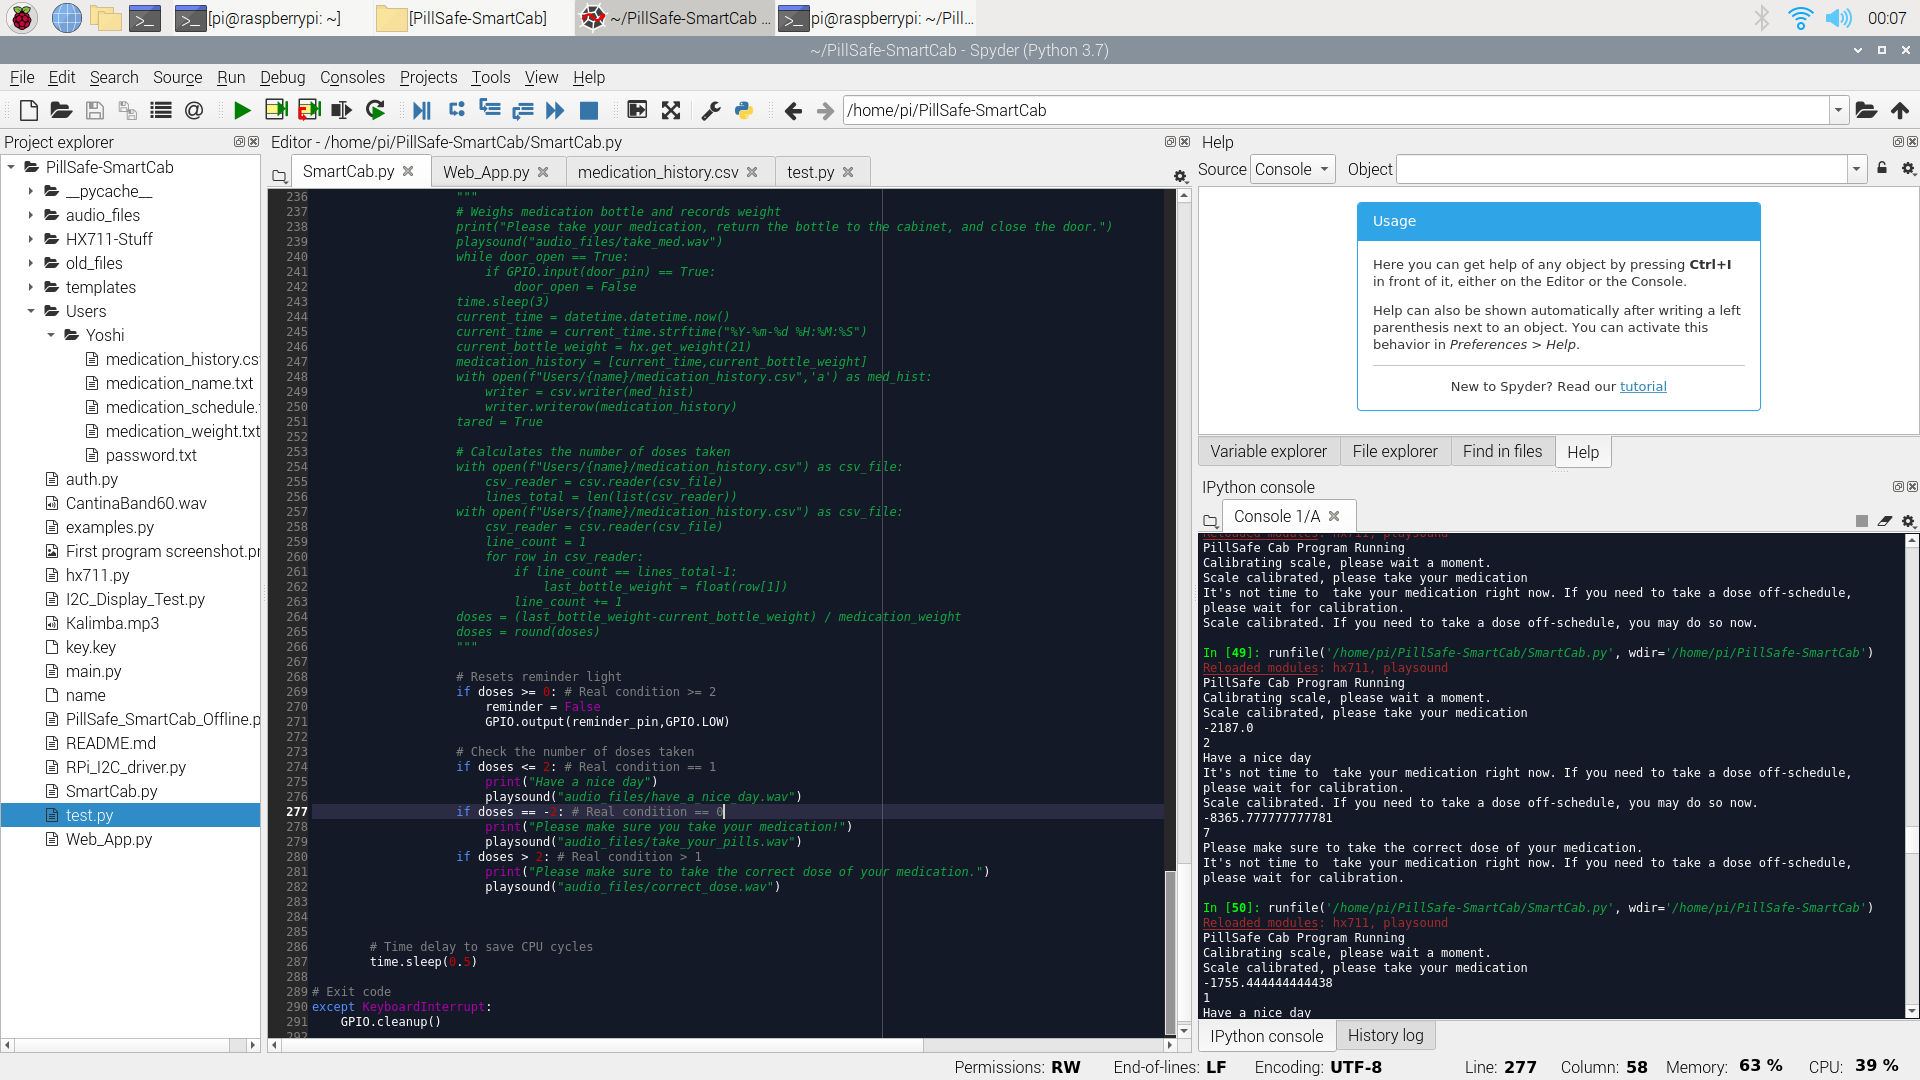 [pi@raspberrypi: ~]
[PillSafe-SmartCab]
~/PillSafe-SmartCab ...
pi@raspberrypi: ~/Pill...
00:07
~/PillSafe-SmartCab - Spyder (Python 3.7)
File Edit Search Source Run Debug Consoles Projects Tools View Help
/home/pi/PillSafe-SmartCab
Project explorer
PillSafe-SmartCab
__pycache__
audio_files
HX711-Stuff
old_files
templates
Users
Yoshi
medication_history.cs
medication_name.txt
medication_schedule.
medication_weight.txt
password.txt
auth.py
CantinaBand60.wav
examples.py
First program screenshot.pr
hx711.py
I2C_Display_Test.py
Kalimba.mp3
key.key
main.py
name
PillSafe_SmartCab_Offline.p
README.md
RPi_I2C_driver.py
SmartCab.py
test.py
Web_App.py
Editor - /home/pi/PillSafe-SmartCab/SmartCab.py
SmartCab.py Web_App.py medication_history.csv test.py
236 """
237 # Weighs medication bottle and records weight
238 print("Please take your medication, return the bottle to the cabinet, and close the door.")
239 playsound("audio_files/take_med.wav")
240 while door_open == True:
241 if GPIO.input(door_pin) == True:
242 door_open = False
243 time.sleep(3)
244 current_time = datetime.datetime.now()
245 current_time = current_time.strftime("%Y-%m-%d %H:%M:%S")
246 current_bottle_weight = hx.get_weight(21)
247 medication_history = [current_time,current_bottle_weight]
248 with open(f"Users/{name}/medication_history.csv",'a') as med_hist:
249 writer = csv.writer(med_hist)
250 writer.writerow(medication_history)
251 tared = True
252
253 # Calculates the number of doses taken
254 with open(f"Users/{name}/medication_history.csv") as csv_file:
255 csv_reader = csv.reader(csv_file)
256 lines_total = len(list(csv_reader))
257 with open(f"Users/{name}/medication_history.csv") as csv_file:
258 csv_reader = csv.reader(csv_file)
259 line_count = 1
260 for row in csv_reader:
261 if line_count == lines_total-1:
262 last_bottle_weight = float(row[1])
263 line_count += 1
264 doses = (last_bottle_weight-current_bottle_weight) / medication_weight
265 doses = round(doses)
266 """
267
268 # Resets reminder light
269 if doses >= 0: # Real condition >= 2
270 reminder = False
271 GPIO.output(reminder_pin,GPIO.LOW)
272
273 # Check the number of doses taken
274 if doses <= 2: # Real condition == 1
275 print("Have a nice day")
276 playsound("audio_files/have_a_nice_day.wav")
277 if doses == -2: # Real condition == 0
278 print("Please make sure you take your medication!")
279 playsound("audio_files/take_your_pills.wav")
280 if doses > 2: # Real condition > 1
281 print("Please make sure to take the correct dose of your medication.")
282 playsound("audio_files/correct_dose.wav")
283
284
285
286 # Time delay to save CPU cycles
287 time.sleep(0.5)
288
289 # Exit code
290 except KeyboardInterrupt:
291 GPIO.cleanup()
292
Help
Source Console Object
Usage
Here you can get help of any object by pressing Ctrl+I
in front of it, either on the Editor or the Console.
Help can also be shown automatically after writing a left
parenthesis next to an object. You can activate this
behavior in Preferences > Help.
New to Spyder? Read our tutorial
Variable explorer File explorer Find in files Help
IPython console
Console 1/A
Reloaded modules: hx711, playsound
PillSafe Cab Program Running
Calibrating scale, please wait a moment.
Scale calibrated, please take your medication
It's not time to  take your medication right now. If you need to take a dose off-schedule,
please wait for calibration.
Scale calibrated. If you need to take a dose off-schedule, you may do so now.
In [49]: runfile('/home/pi/PillSafe-SmartCab/SmartCab.py', wdir='/home/pi/PillSafe-SmartCab')
Reloaded modules: hx711, playsound
PillSafe Cab Program Running
Calibrating scale, please wait a moment.
Scale calibrated, please take your medication
-2187.0
2
Have a nice day
It's not time to  take your medication right now. If you need to take a dose off-schedule,
please wait for calibration.
Scale calibrated. If you need to take a dose off-schedule, you may do so now.
-8365.777777777781
7
Please make sure to take the correct dose of your medication.
It's not time to  take your medication right now. If you need to take a dose off-schedule,
please wait for calibration.
In [50]: runfile('/home/pi/PillSafe-SmartCab/SmartCab.py', wdir='/home/pi/PillSafe-SmartCab')
Reloaded modules: hx711, playsound
PillSafe Cab Program Running
Calibrating scale, please wait a moment.
Scale calibrated, please take your medication
-1755.444444444438
1
Have a nice day
IPython console History log
Permissions: RW End-of-lines: LF Encoding: UTF-8 Line: 277 Column: 58 Memory: 63 % CPU: 39 %